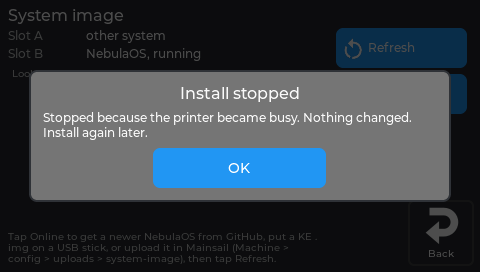 System image
Slot A other system
Slot B NebulaOS, running
Refresh
Install stopped
Stopped because the printer became busy. Nothing changed.
Install again later.
OK
Tap Online to get a newer NebulaOS from GitHub, put a KE .
img on a USB stick, or upload it in Mainsail (Machine >
config > uploads > system-image), then tap Refresh.
Back